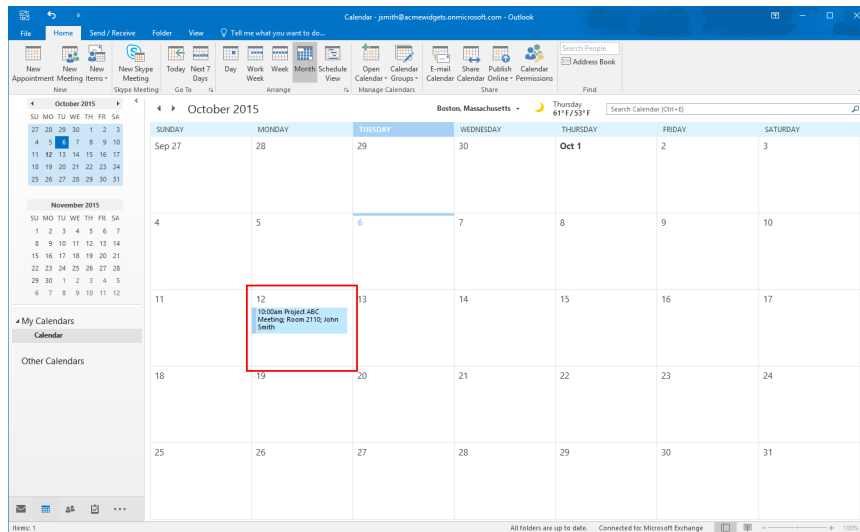 Calendar - jsmith@acmewidgets.onmicrosoft.com - Outlook
File Home Send / Receive Folder View Tell me what you want to do...
New Appointment
New Meeting
New Items
New Skype Meeting
Today
Next 7 Days
Day
Work Week
Week
Month
Schedule View
Open Calendar
Calendar Groups
E-mail Calendar
Share Calendar
Publish Online
Calendar Permissions
Search People
Address Book
New
Skype Meeting
Go To
Arrange
Manage Calendars
Share
Find
October 2015
SU MO TU WE TH FR SA
27 28 29 30 1 2 3
4 5 6 7 8 9 10
11 12 13 14 15 16 17
18 19 20 21 22 23 24
25 26 27 28 29 30 31
November 2015
SU MO TU WE TH FR SA
1 2 3 4 5 6 7
8 9 10 11 12 13 14
15 16 17 18 19 20 21
22 23 24 25 26 27 28
29 30 1 2 3 4 5
6 7 8 9 10 11 12
My Calendars
Calendar
Other Calendars
October 2015
Boston, Massachusetts
Thursday
61° F / 53° F
Search Calendar (Ctrl+E)
SUNDAY MONDAY TUESDAY WEDNESDAY THURSDAY FRIDAY SATURDAY
Sep 27 28 29 30 Oct 1 2 3
4 5 6 7 8 9 10
11 12 13 14 15 16 17
10:00am Project ABC
Meeting; Room 2110; John
Smith
18 19 20 21 22 23 24
25 26 27 28 29 30 31
Items: 1
All folders are up to date. Connected to: Microsoft Exchange
100%